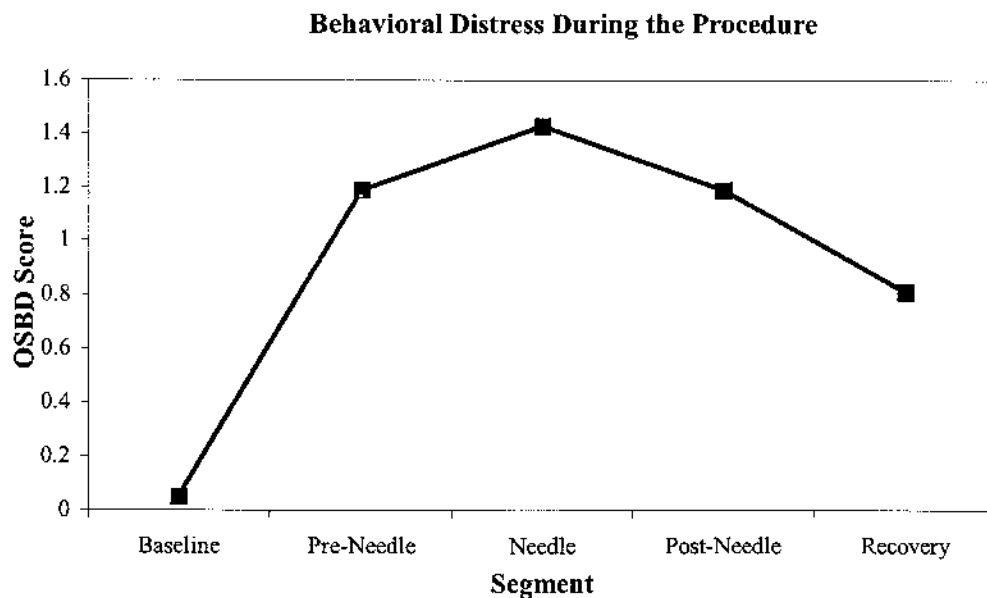 Behavioral Distress During the Procedure
1.6
1.4
1.2
1
0.8
0.6
0.4
0.2
0
OSBD Score
Baseline
Pre-Needle
Needle
Post-Needle
Recovery
Segment